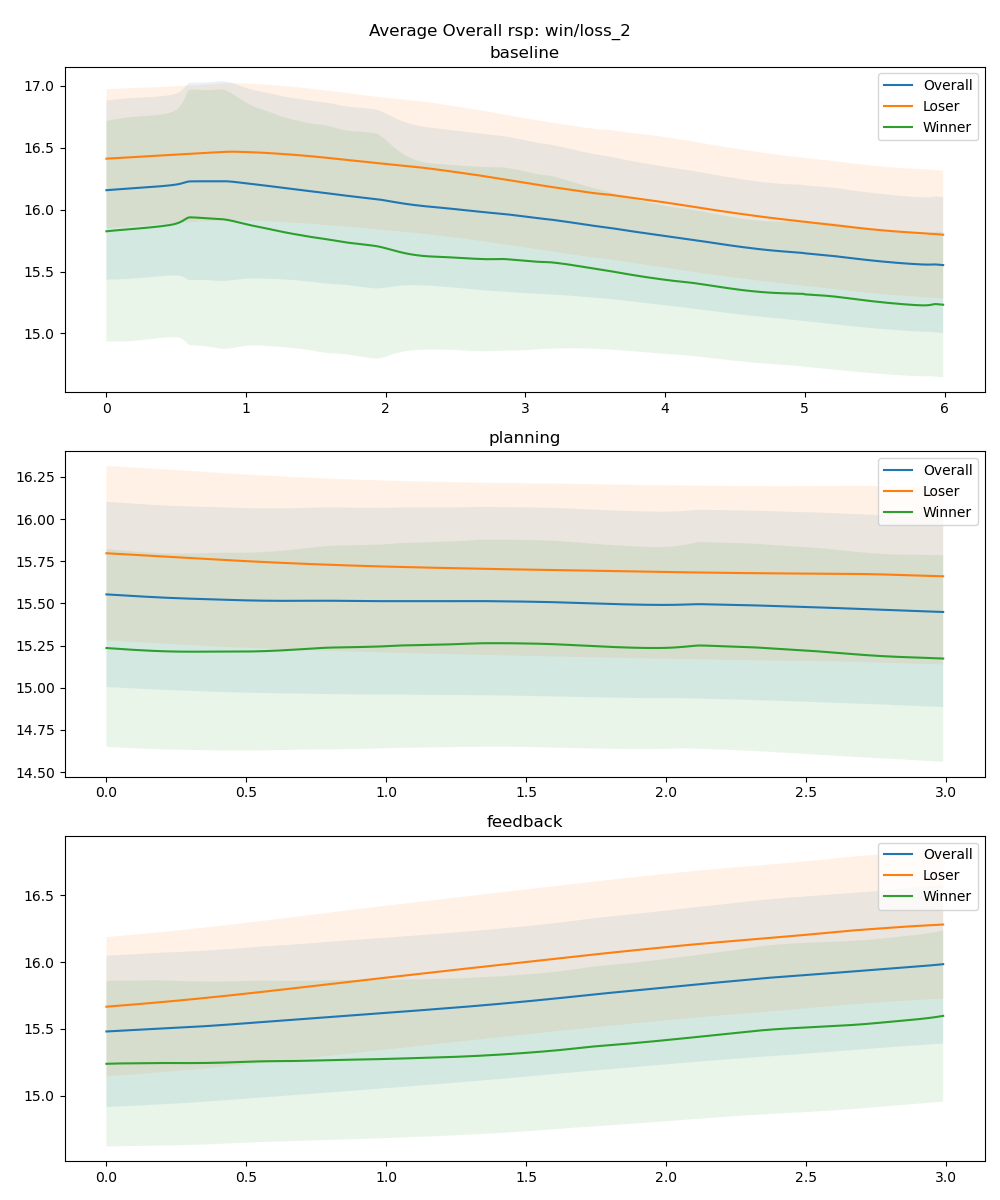 Average Overall rsp: win/loss_2
baseline
17.0
16.5
16.0
15.5
15.0
Overall
Loser
Winner
0 1 2 3 4 5 6
planning
16.25
16.00
15.75
15.50
15.25
15.00
14.75
14.50
Overall
Loser
Winner
0.0 0.5 1.0 1.5 2.0 2.5 3.0
feedback
16.5
16.0
15.5
15.0
Overall
Loser
Winner
0.0 0.5 1.0 1.5 2.0 2.5 3.0